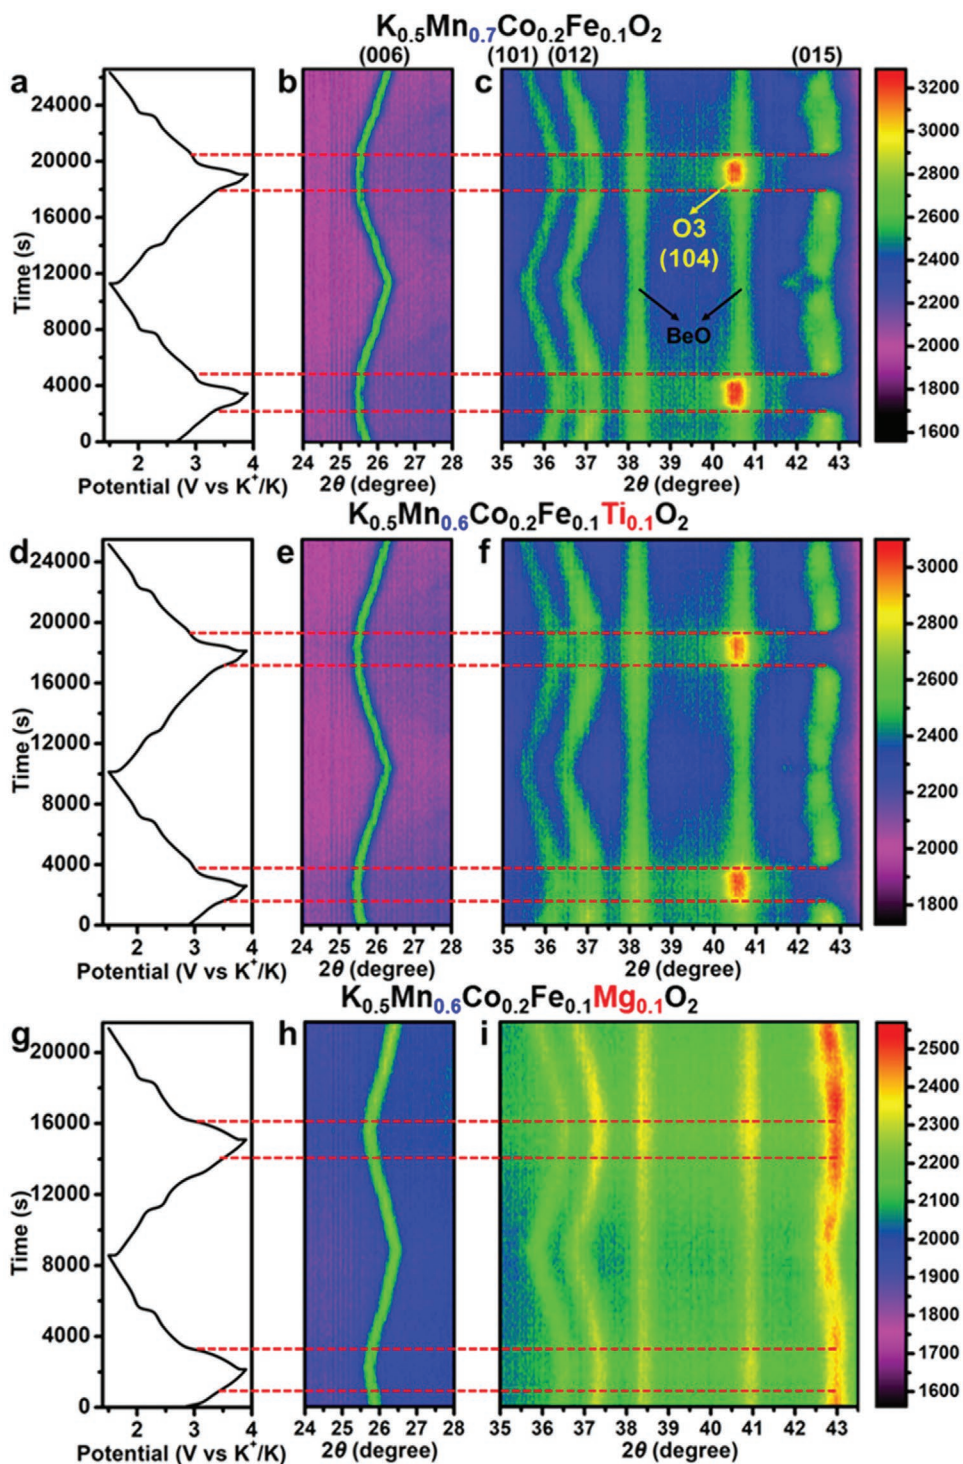 K0.5Mn0.7Co0.2Fe0.1O2
(006) (101) (012) (015)
a b c
24000 20000 16000 12000 8000 4000 0
Time (s)
O3
(104)
BeO
3200 3000 2800 2600 2400 2200 2000 1800 1600
2 3 4 24 25 26 27 28 35 36 37 38 39 40 41 42 43
Potential (V vs K+/K) 2θ (degree) 2θ (degree)
K0.5Mn0.6Co0.2Fe0.1Ti0.1O2
d e f
24000 20000 16000 12000 8000 4000 0
Time (s)
3000 2800 2600 2400 2200 2000 1800
2 3 4 24 25 26 27 28 35 36 37 38 39 40 41 42 43
Potential (V vs K+/K) 2θ (degree) 2θ (degree)
K0.5Mn0.6Co0.2Fe0.1Mg0.1O2
g h i
20000 16000 12000 8000 4000 0
Time (s)
2500 2400 2300 2200 2100 2000 1900 1800 1700 1600
2 3 4 24 25 26 27 28 35 36 37 38 39 40 41 42 43
Potential (V vs K+/K) 2θ (degree) 2θ (degree)